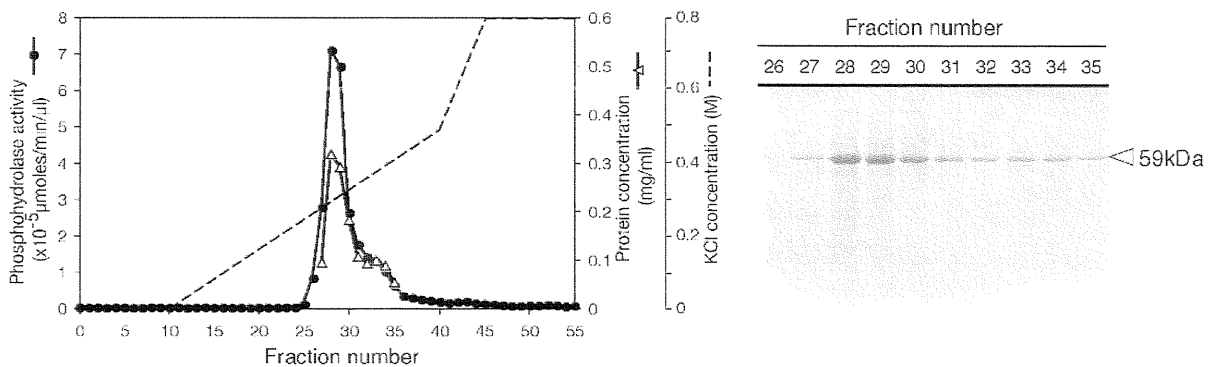 Phosphohydrolase activity
(x10⁻⁵μmoles/min/μl)
8
7
6
5
4
3
2
1
0
0 5 10 15 20 25 30 35 40 45 50 55
Fraction number
0.6
0.5
0.4
0.3
0.2
0.1
0
Protein concentration
(mg/ml)
0.8
0.6
0.4
0.2
0
KCl concentration (M)
Fraction number
26 27 28 29 30 31 32 33 34 35
59kDa